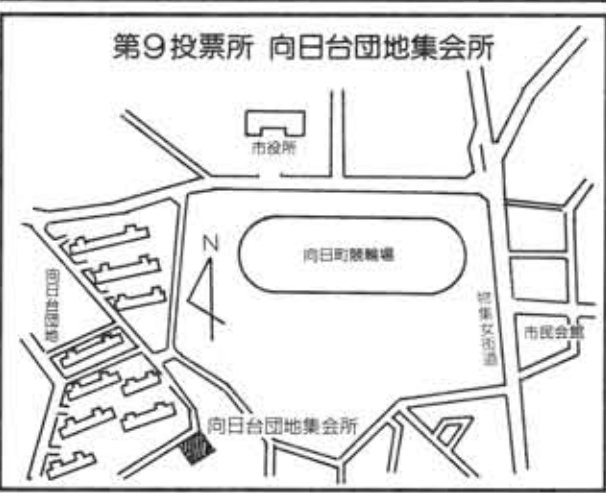 第9投票所 向日台団地集会所
市役所
N
向日町競輪場
向日台団地
物集女街道
市民会館
向日台団地集会所